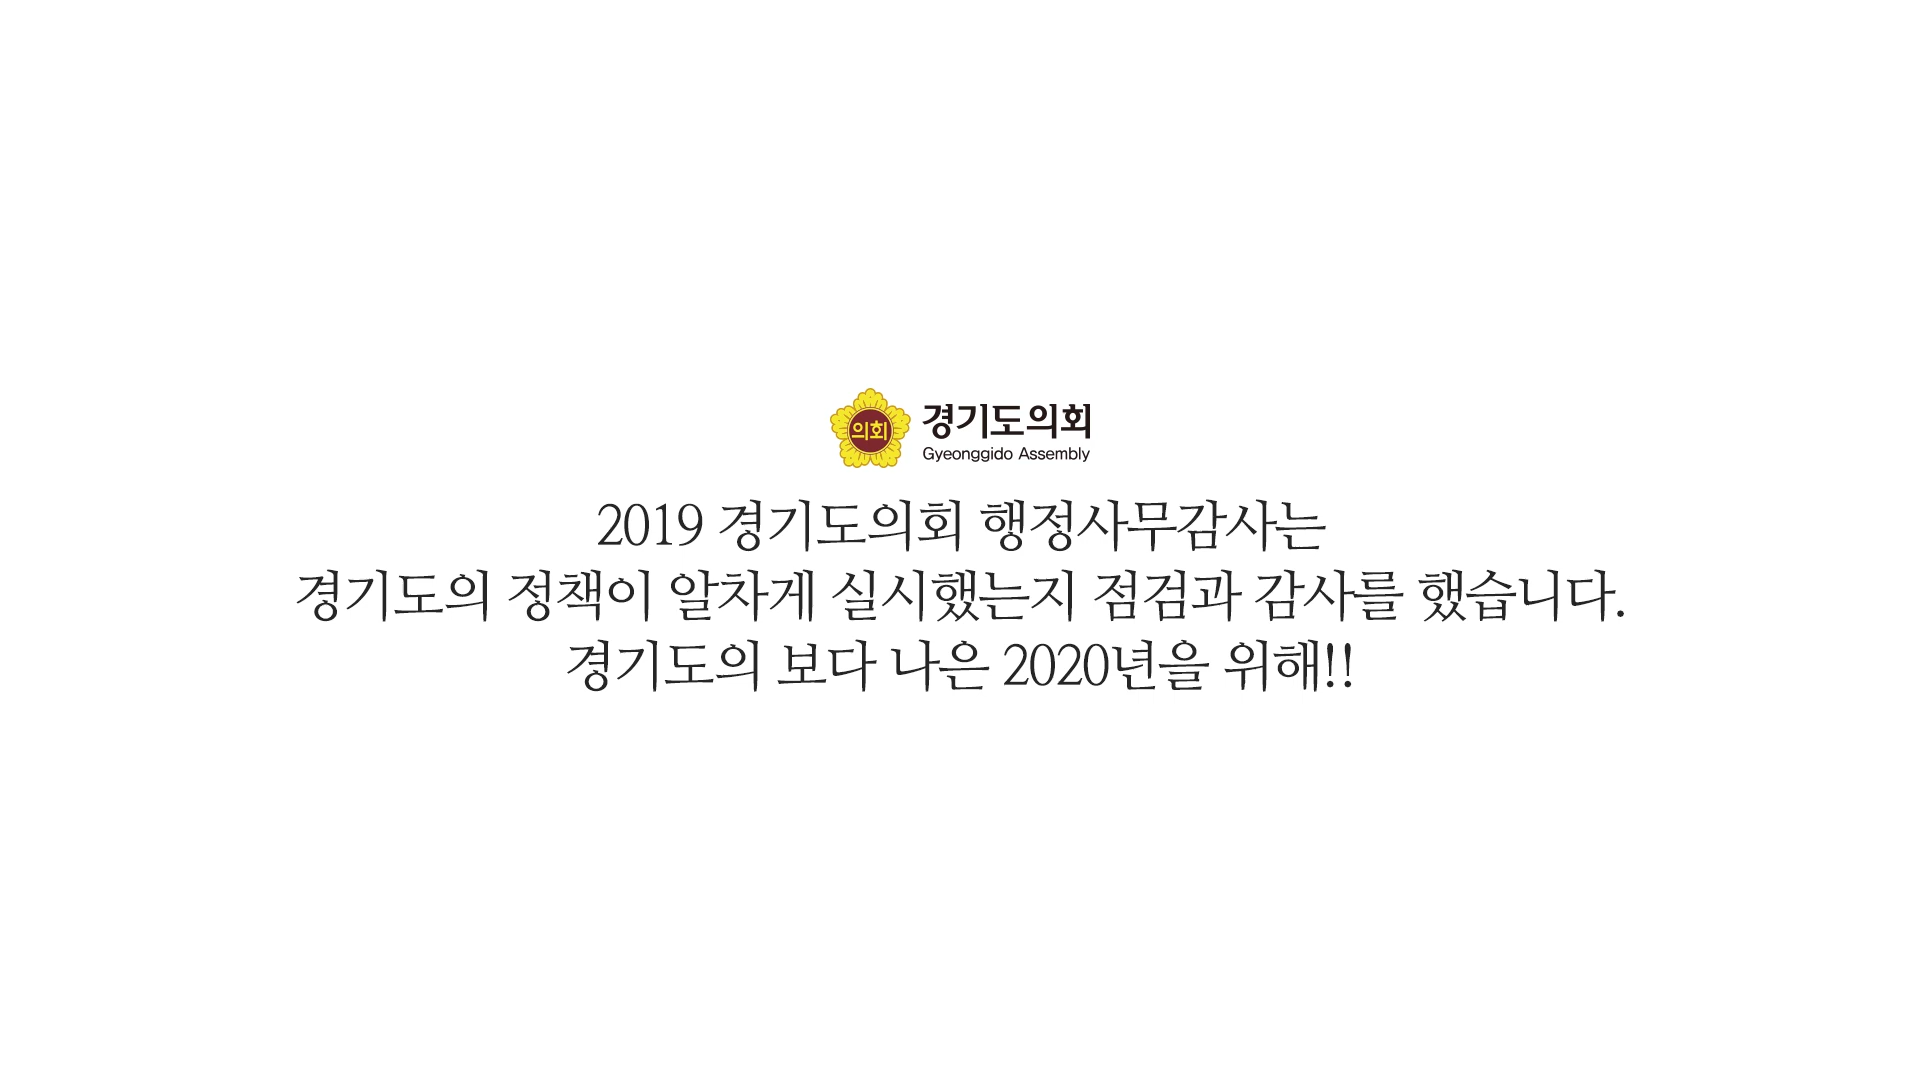 의회
경기도의회
Gyeonggido Assembly
2019 경기도의회 행정사무감사는
경기도의 정책이 알차게 실시했는지 점검과 감사를 했습니다.
경기도의 보다 나은 2020년을 위해!!